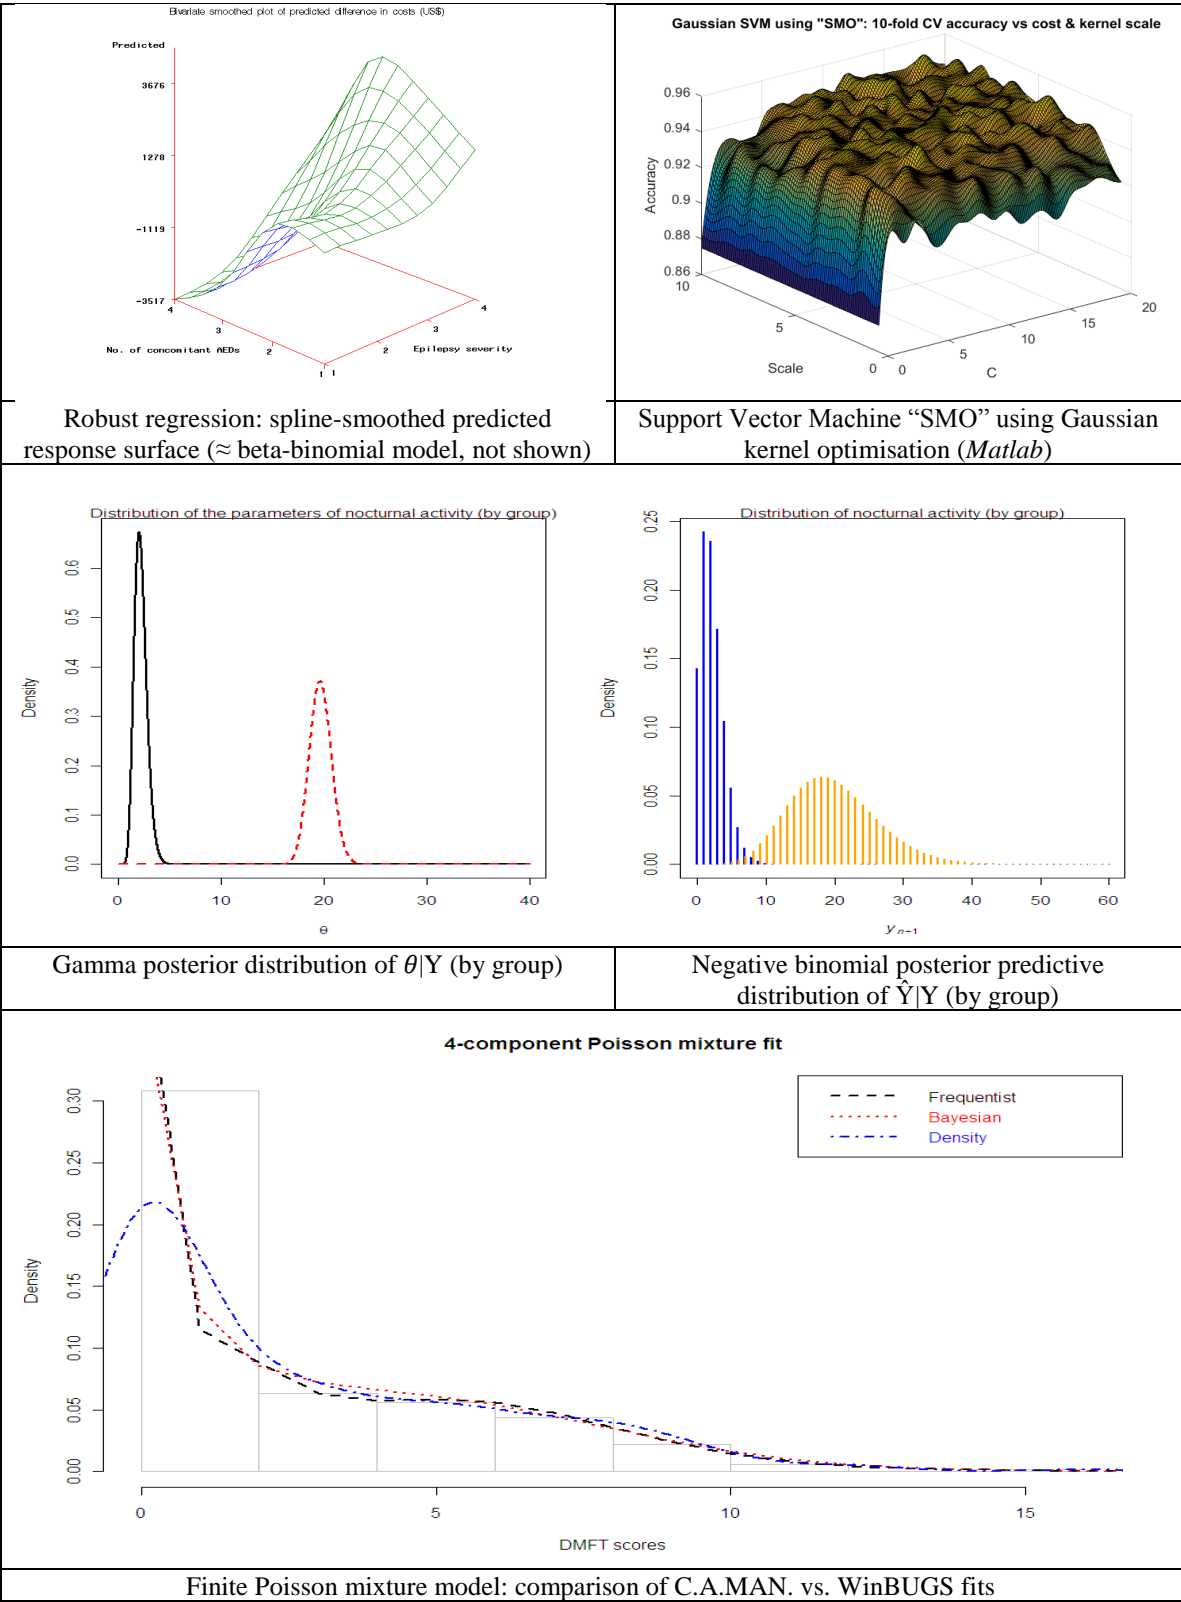 Bivariate smoothed plot of predicted difference in costs (US$)
Predicted
3676
1278
-1119
-3517
4
3
2
1
No. of concomitant AEDs
1
2
3
4
Epilepsy severity
Gaussian SVM using "SMO": 10-fold CV accuracy vs cost & kernel scale
0.96
0.94
0.92
0.9
0.88
0.86
Accuracy
10
5
0
Scale
0
5
10
15
20
C
Robust regression: spline-smoothed predicted
response surface (≈ beta-binomial model, not shown)
Support Vector Machine “SMO” using Gaussian
kernel optimisation (Matlab)
Distribution of the parameters of nocturnal activity (by group)
Density
0.0
0.1
0.2
0.3
0.4
0.5
0.6
0
10
20
30
40
θ
Distribution of nocturnal activity (by group)
Density
0.00
0.05
0.10
0.15
0.20
0.25
0
10
20
30
40
50
60
y n+1
Gamma posterior distribution of θ|Y (by group)
Negative binomial posterior predictive
distribution of Ŷ|Y (by group)
4-component Poisson mixture fit
Frequentist
Bayesian
Density
Density
0.00
0.05
0.10
0.15
0.20
0.25
0.30
0
5
10
15
DMFT scores
Finite Poisson mixture model: comparison of C.A.MAN. vs. WinBUGS fits